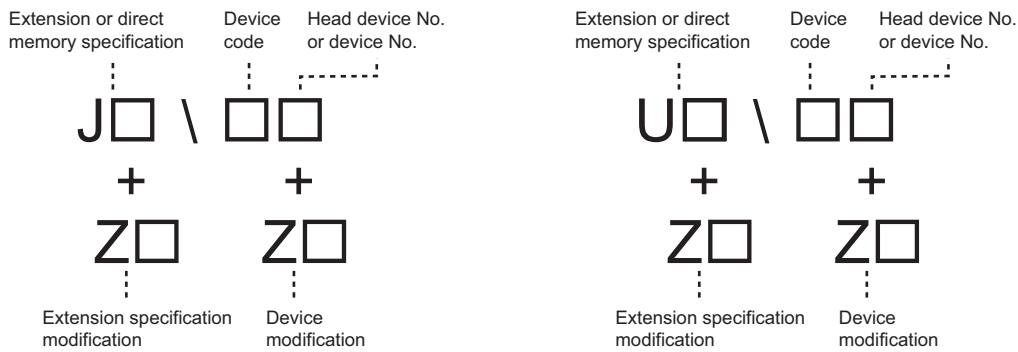 Extension or direct
memory specification
Device
code
Head device No.
or device No.
J□ \ □□
+ +
Z□ Z□
Extension specification
modification
Device
modification
Extension or direct
memory specification
Device
code
Head device No.
or device No.
U□ \ □□
+ +
Z□ Z□
Extension specification
modification
Device
modification